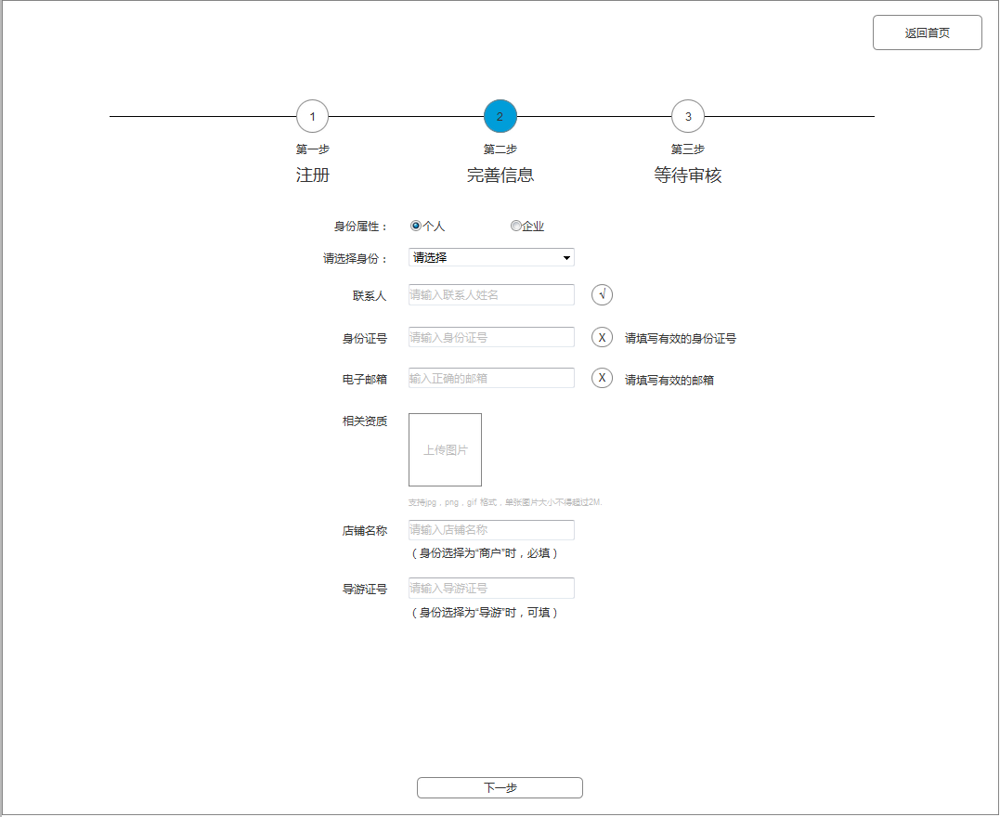 返回首页
1 2 3
第一步 第二步 第三步
注册 完善信息 等待审核
身份属性： 个人 企业
请选择身份： 请选择
联系人 请输入联系人姓名 √
身份证号 请输入身份证号 X 请填写有效的身份证号
电子邮箱 输入正确的邮箱 X 请填写有效的邮箱
相关资质
上传图片
支持jpg，png，gif 格式，单张图片大小不得超过2M.
店铺名称 请输入店铺名称
（身份选择为“商户”时，必填）
导游证号 请输入导游证号
（身份选择为“导游”时，可填）
下一步